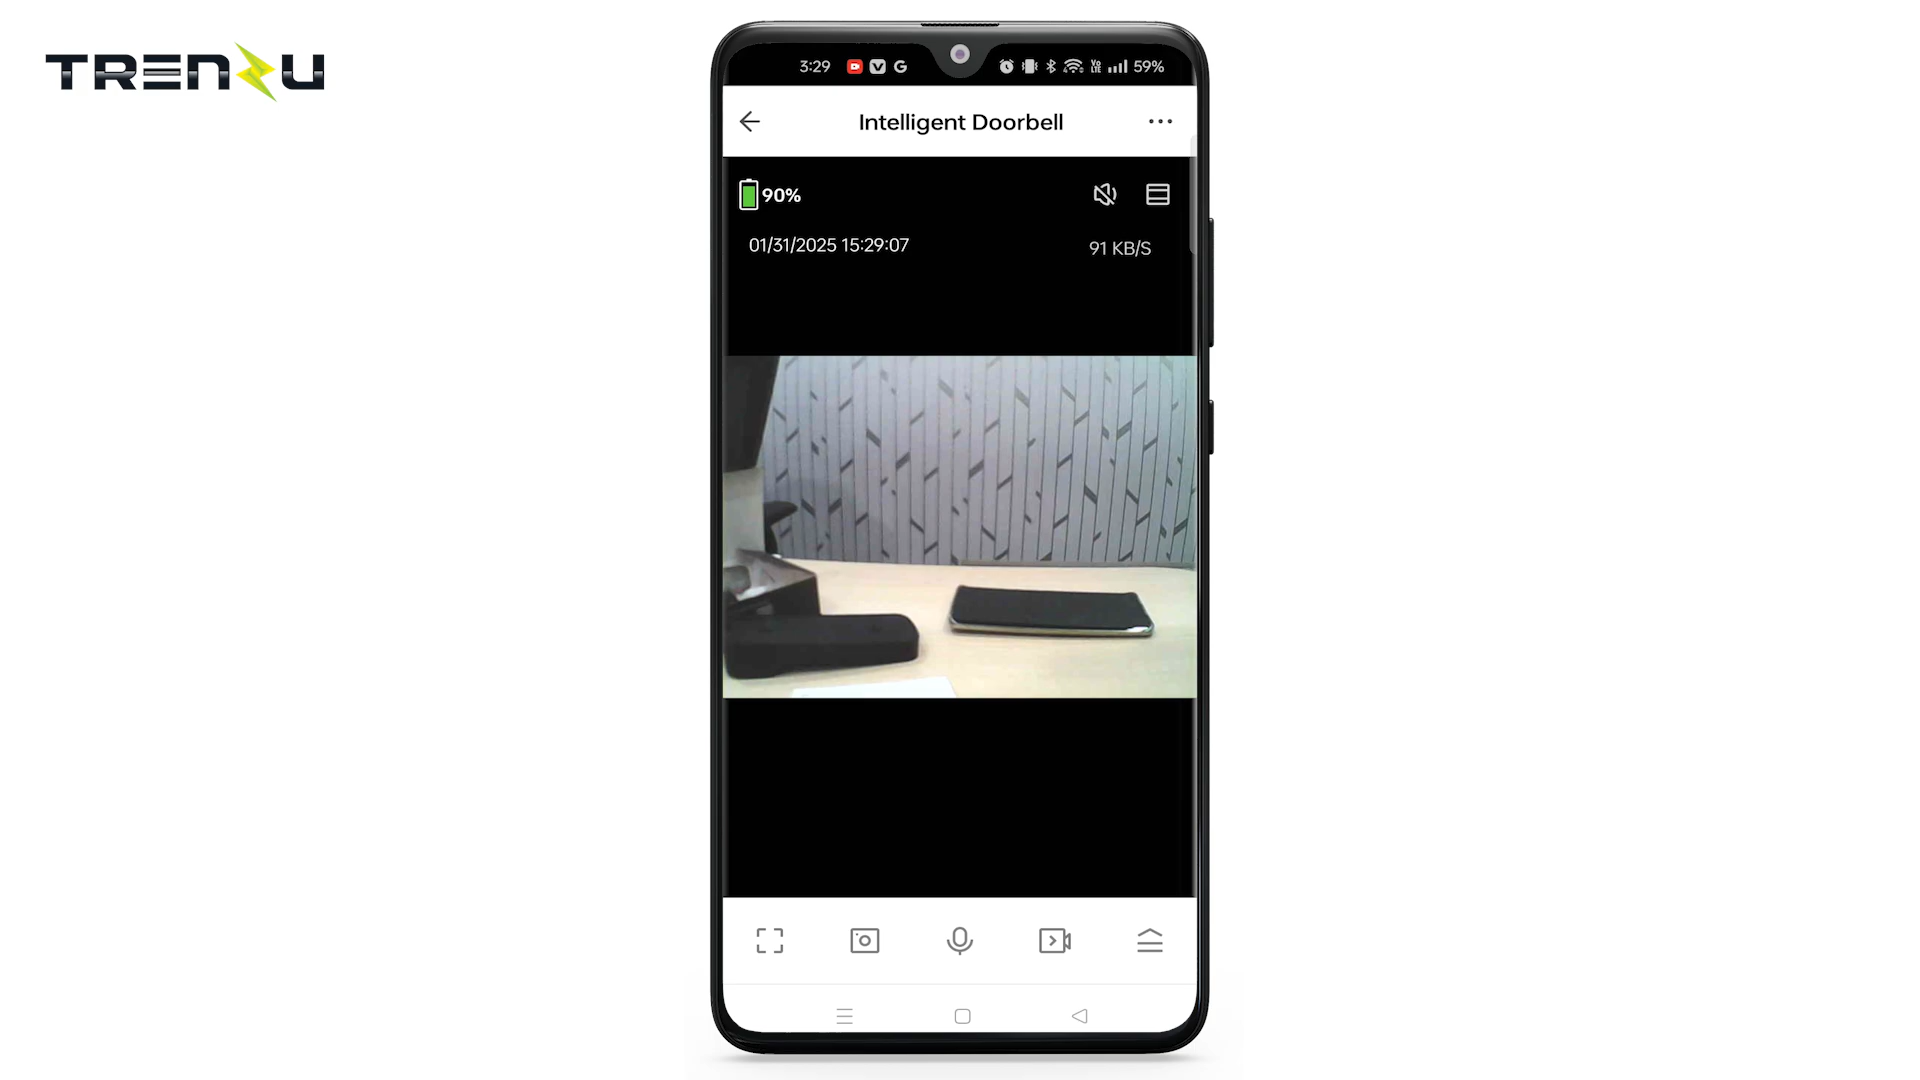 TRENZU
3:29
59%
Intelligent Doorbell
90%
01/31/2025 15:29:07
91 KB/S